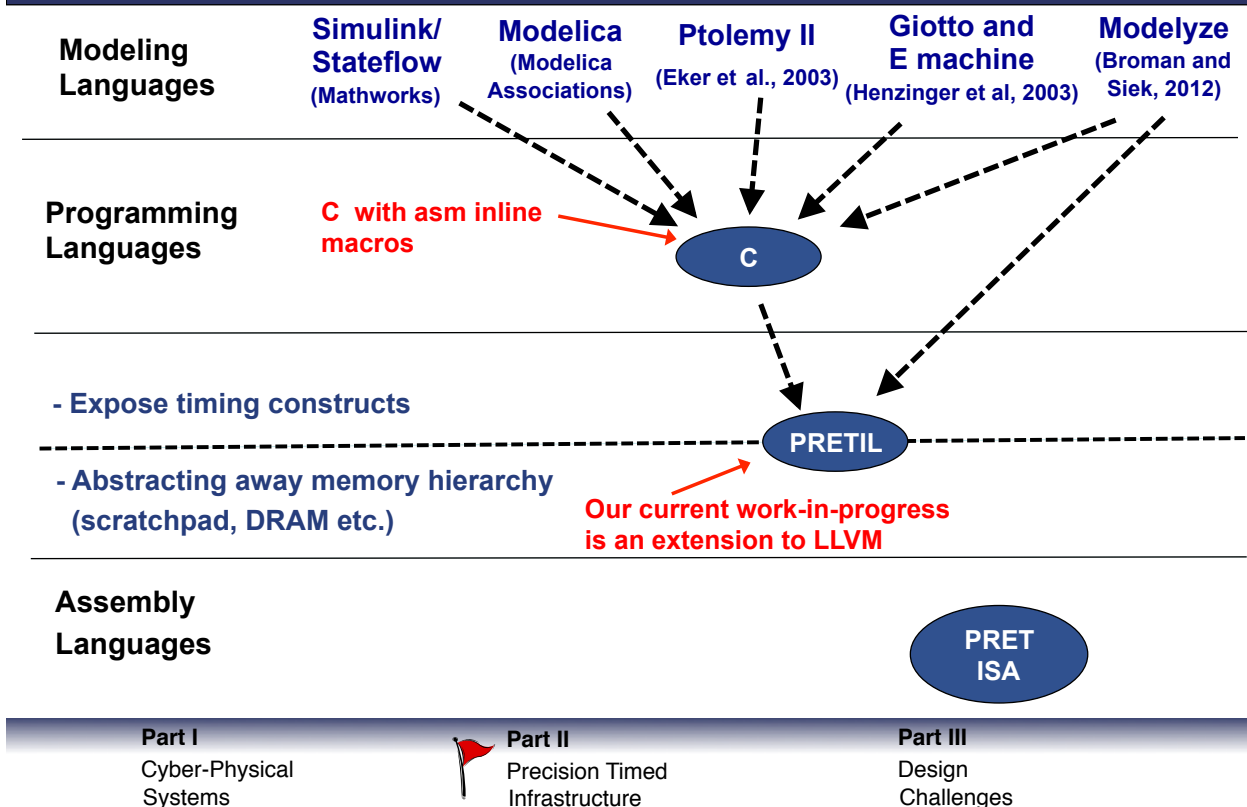 Modeling
Languages
Simulink/
Stateflow
(Mathworks)
Modelica
(Modelica
Associations)
Ptolemy II
(Eker et al., 2003)
Giotto and
E machine
(Henzinger et al, 2003)
Modelyze
(Broman and
Siek, 2012)
Programming
Languages
C with asm inline
macros
C
- Expose timing constructs
PRETIL
- Abstracting away memory hierarchy
(scratchpad, DRAM etc.)
Our current work-in-progress
is an extension to LLVM
Assembly
Languages
PRET
ISA
Part I
Cyber-Physical
Systems
Part II
Precision Timed
Infrastructure
Part III
Design
Challenges